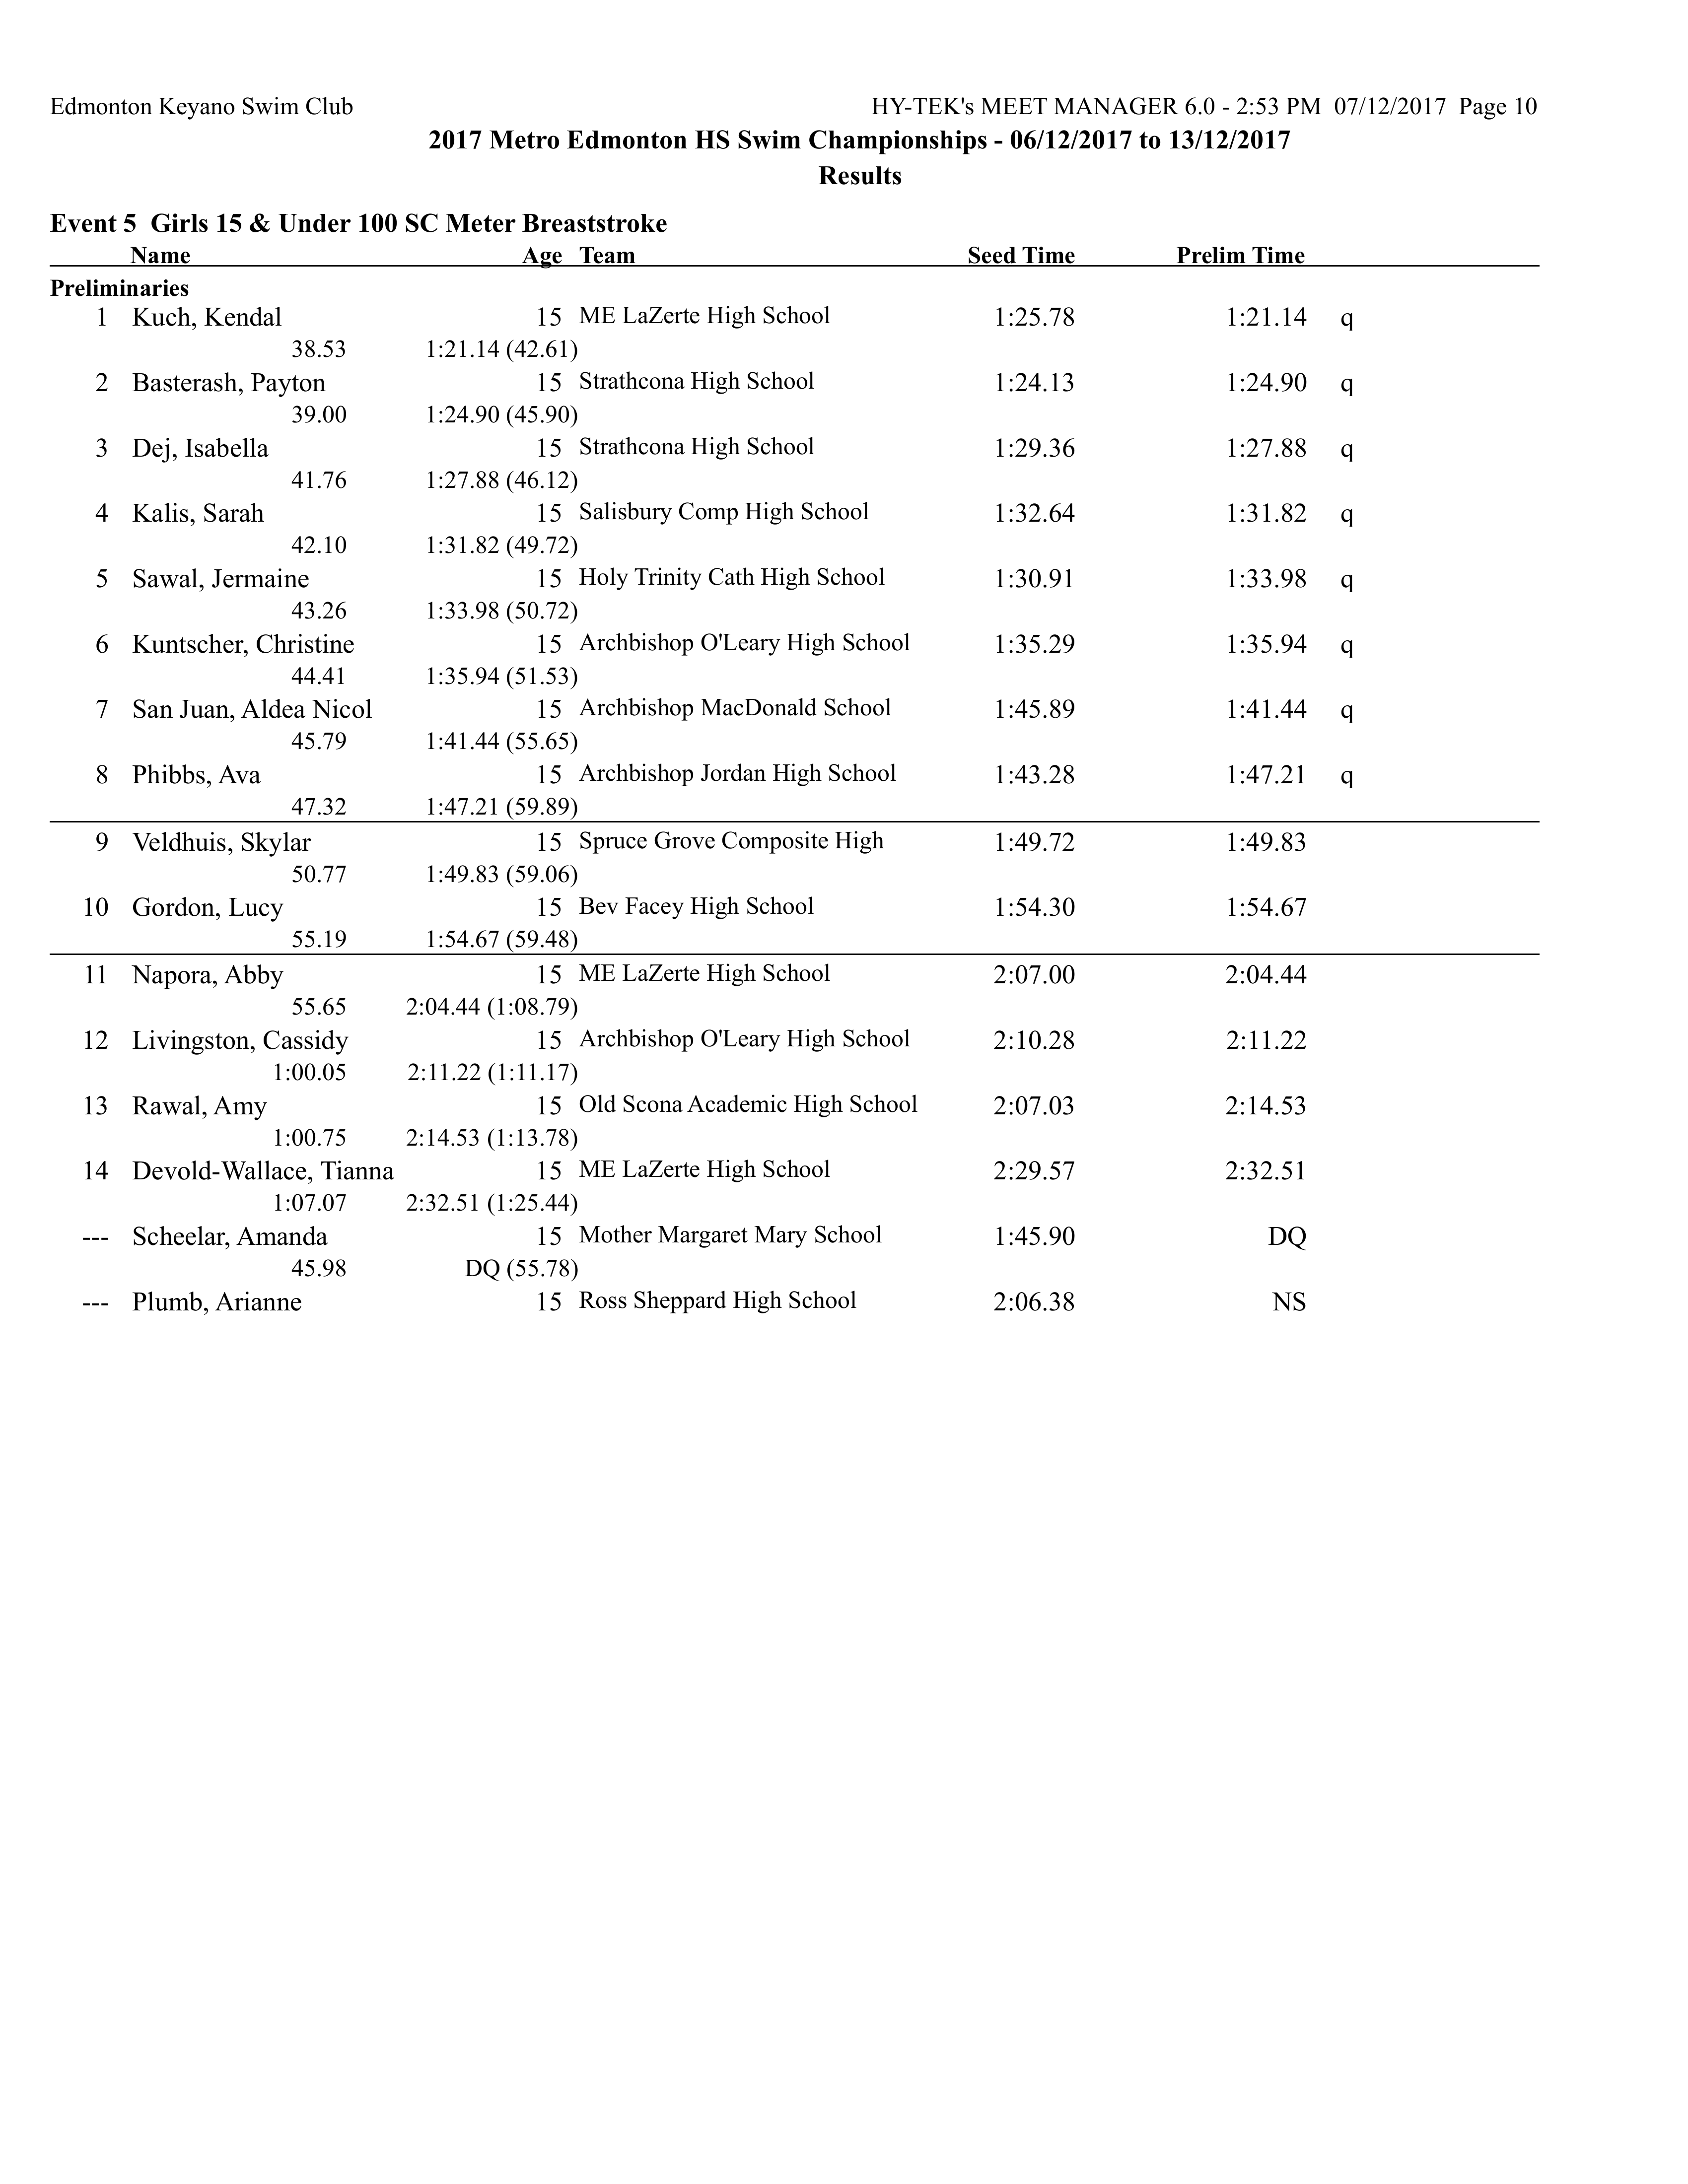 Edmonton Keyano Swim Club HY-TEK's MEET MANAGER 6.0 - 2:53 PM 07/12/2017 Page 10
2017 Metro Edmonton HS Swim Championships - 06/12/2017 to 13/12/2017
Results
Event 5 Girls 15 & Under 100 SC Meter Breaststroke
Name Age Team Seed Time Prelim Time
Preliminaries
1 Kuch, Kendal 15 ME LaZerte High School 1:25.78 1:21.14 q
38.53 1:21.14 (42.61)
2 Basterash, Payton 15 Strathcona High School 1:24.13 1:24.90 q
39.00 1:24.90 (45.90)
3 Dej, Isabella 15 Strathcona High School 1:29.36 1:27.88 q
41.76 1:27.88 (46.12)
4 Kalis, Sarah 15 Salisbury Comp High School 1:32.64 1:31.82 q
42.10 1:31.82 (49.72)
5 Sawal, Jermaine 15 Holy Trinity Cath High School 1:30.91 1:33.98 q
43.26 1:33.98 (50.72)
6 Kuntscher, Christine 15 Archbishop O'Leary High School 1:35.29 1:35.94 q
44.41 1:35.94 (51.53)
7 San Juan, Aldea Nicol 15 Archbishop MacDonald School 1:45.89 1:41.44 q
45.79 1:41.44 (55.65)
8 Phibbs, Ava 15 Archbishop Jordan High School 1:43.28 1:47.21 q
47.32 1:47.21 (59.89)
9 Veldhuis, Skylar 15 Spruce Grove Composite High 1:49.72 1:49.83
50.77 1:49.83 (59.06)
10 Gordon, Lucy 15 Bev Facey High School 1:54.30 1:54.67
55.19 1:54.67 (59.48)
11 Napora, Abby 15 ME LaZerte High School 2:07.00 2:04.44
55.65 2:04.44 (1:08.79)
12 Livingston, Cassidy 15 Archbishop O'Leary High School 2:10.28 2:11.22
1:00.05 2:11.22 (1:11.17)
13 Rawal, Amy 15 Old Scona Academic High School 2:07.03 2:14.53
1:00.75 2:14.53 (1:13.78)
14 Devold-Wallace, Tianna 15 ME LaZerte High School 2:29.57 2:32.51
1:07.07 2:32.51 (1:25.44)
--- Scheelar, Amanda 15 Mother Margaret Mary School 1:45.90 DQ
45.98 DQ (55.78)
--- Plumb, Arianne 15 Ross Sheppard High School 2:06.38 NS